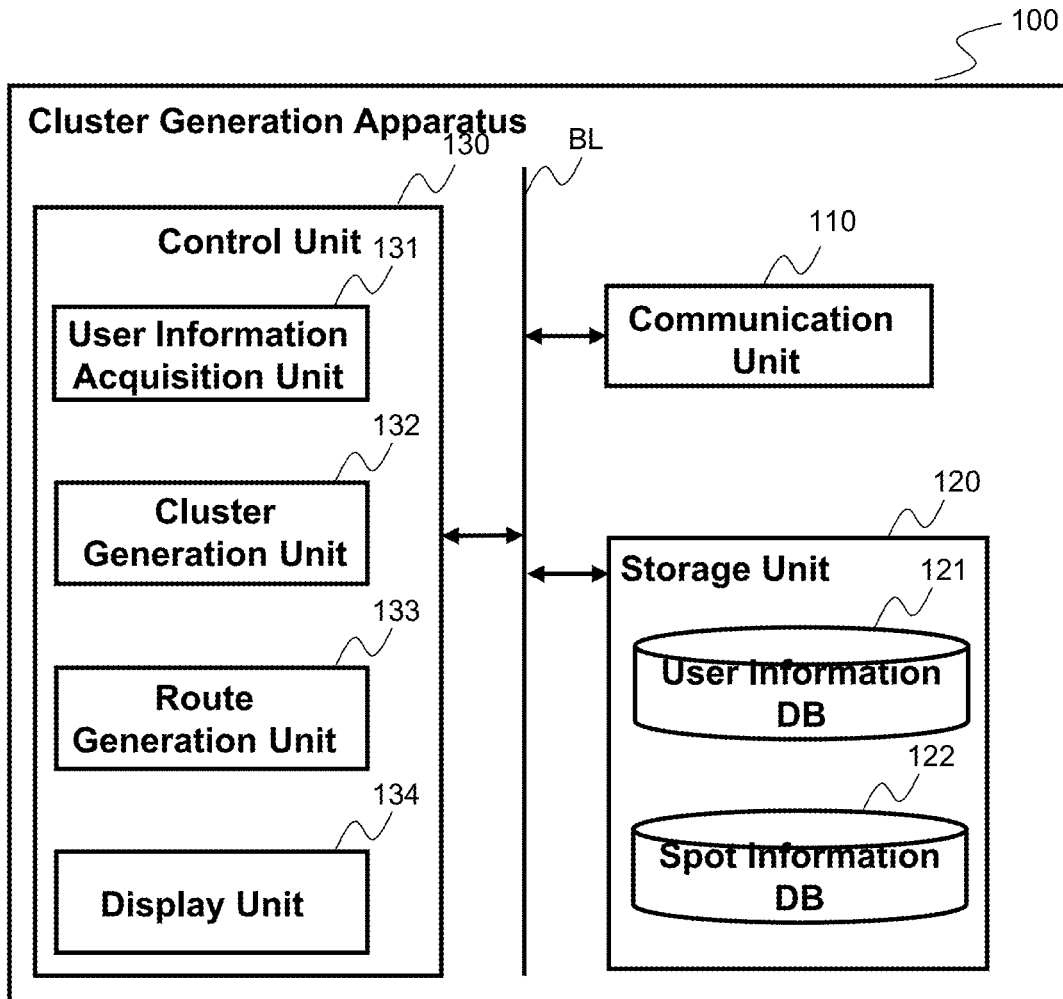 100
Cluster Generation Apparatus
130
BL
Control Unit
131
User Information
Acquisition Unit
132
Cluster
Generation Unit
133
Route
Generation Unit
134
Display Unit
110
Communication
Unit
120
Storage Unit
121
User Information
DB
122
Spot Information
DB